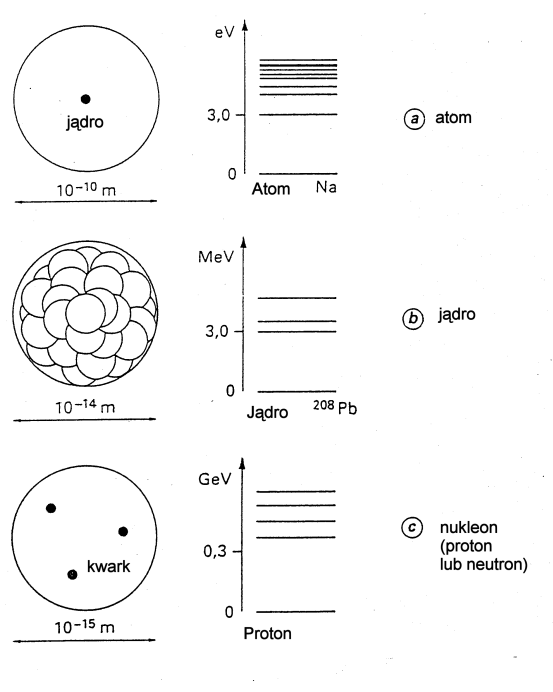 eV
jądro
3,0
ⓐ atom
0
10⁻¹⁰ m
Atom Na
MeV
3,0
ⓑ jądro
0
10⁻¹⁴ m
Jądro ²⁰⁸Pb
GeV
ⓒ nukleon
(proton
lub neutron)
0,3
kwark
0
10⁻¹⁵ m
Proton